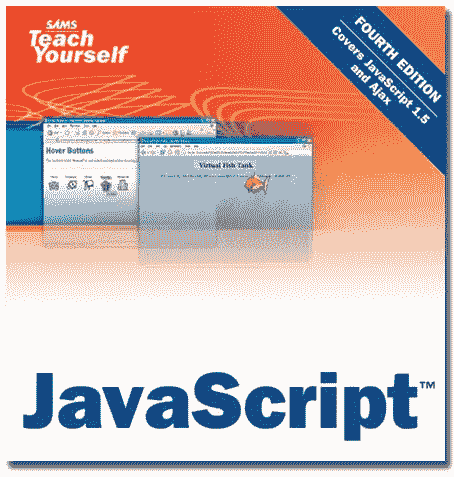 SAMS
Teach
Yourself
FOURTH EDITION
Covers JavaScript 1.5
and Ajax
Hover Buttons
Virtual Fish Tank
JavaScript™